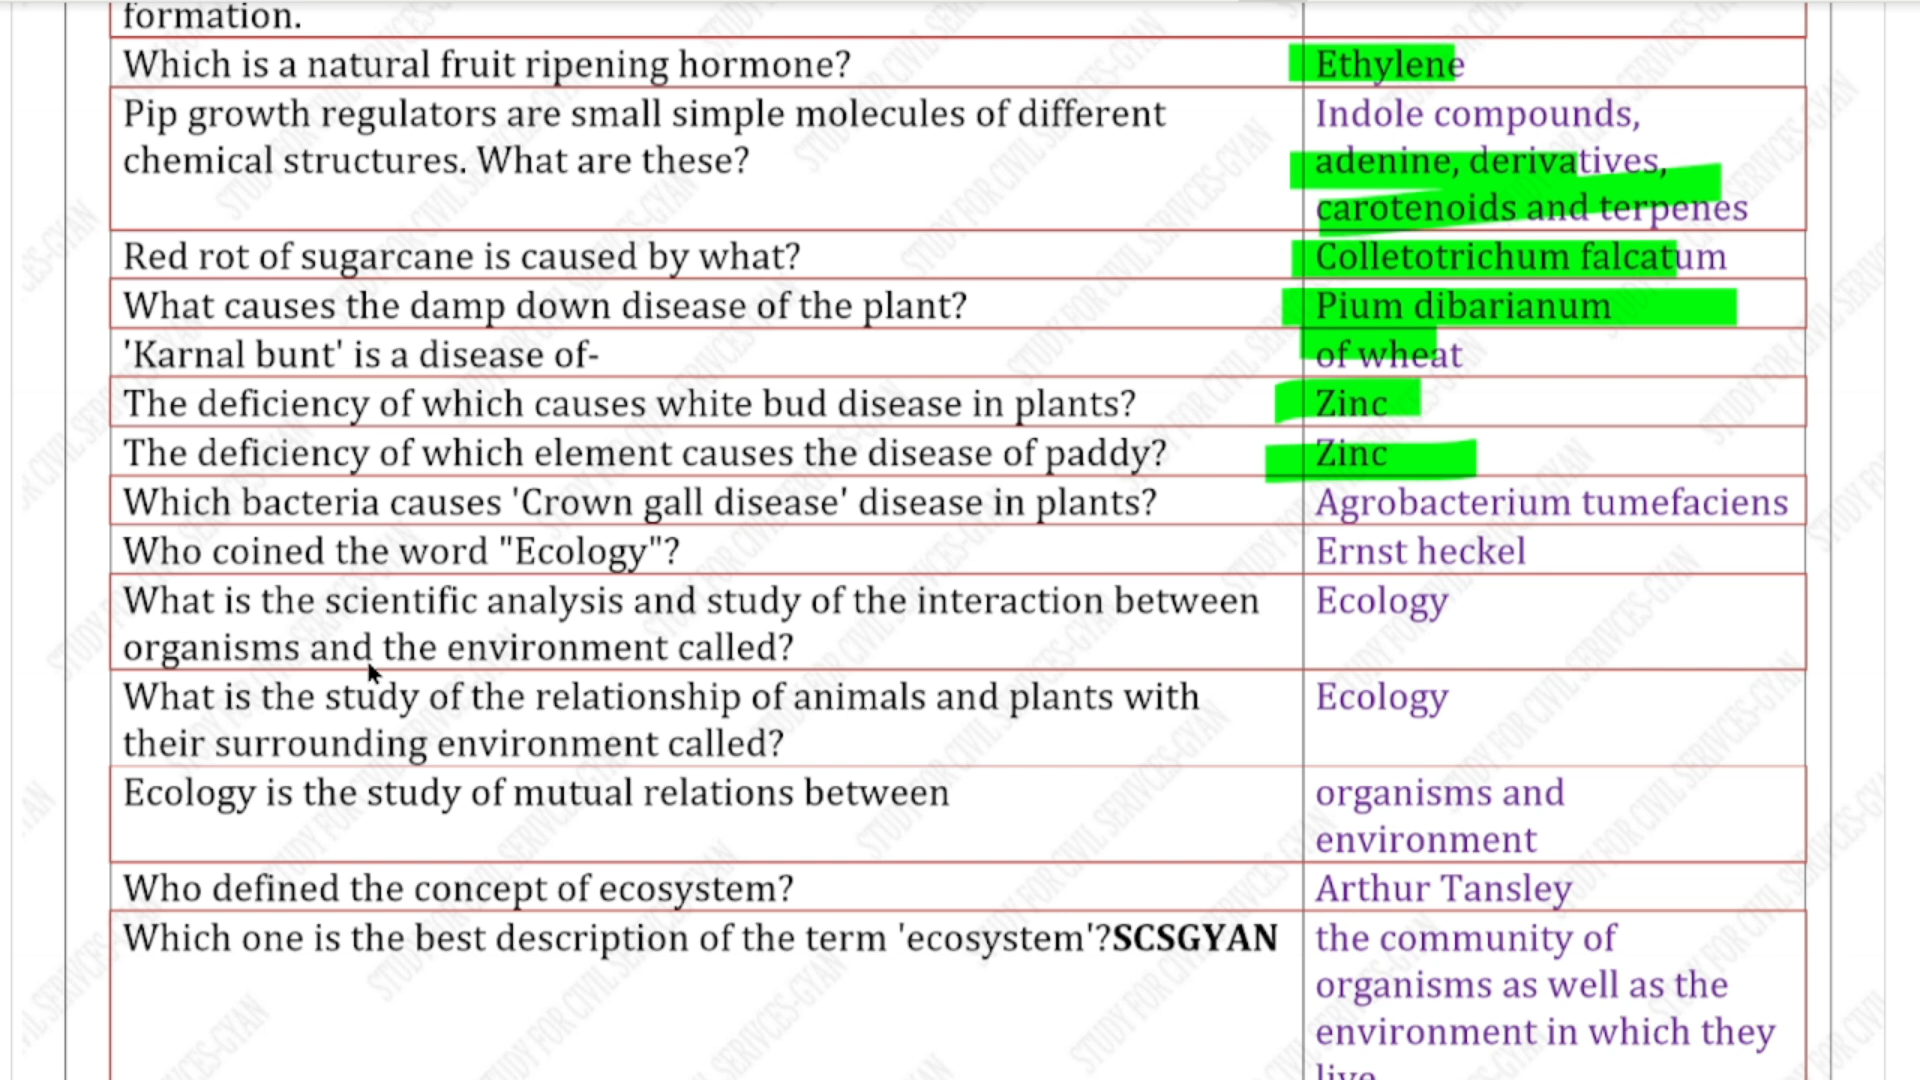 formation.
Which is a natural fruit ripening hormone? Ethylene
Pip growth regulators are small simple molecules of different Indole compounds,
chemical structures. What are these? adenine, derivatives,
carotenoids and terpenes
Red rot of sugarcane is caused by what? Colletotrichum falcatum
What causes the damp down disease of the plant? Pium dibarianum
'Karnal bunt' is a disease of- of wheat
The deficiency of which causes white bud disease in plants? Zinc
The deficiency of which element causes the disease of paddy? Zinc
Which bacteria causes 'Crown gall disease' disease in plants? Agrobacterium tumefaciens
Who coined the word "Ecology"? Ernst heckel
What is the scientific analysis and study of the interaction between Ecology
organisms and the environment called?
What is the study of the relationship of animals and plants with Ecology
their surrounding environment called?
Ecology is the study of mutual relations between organisms and
environment
Who defined the concept of ecosystem? Arthur Tansley
Which one is the best description of the term 'ecosystem'?SCSGYAN the community of
organisms as well as the
environment in which they
live
STUDY FOR CIVIL SERIVCES-GYAN